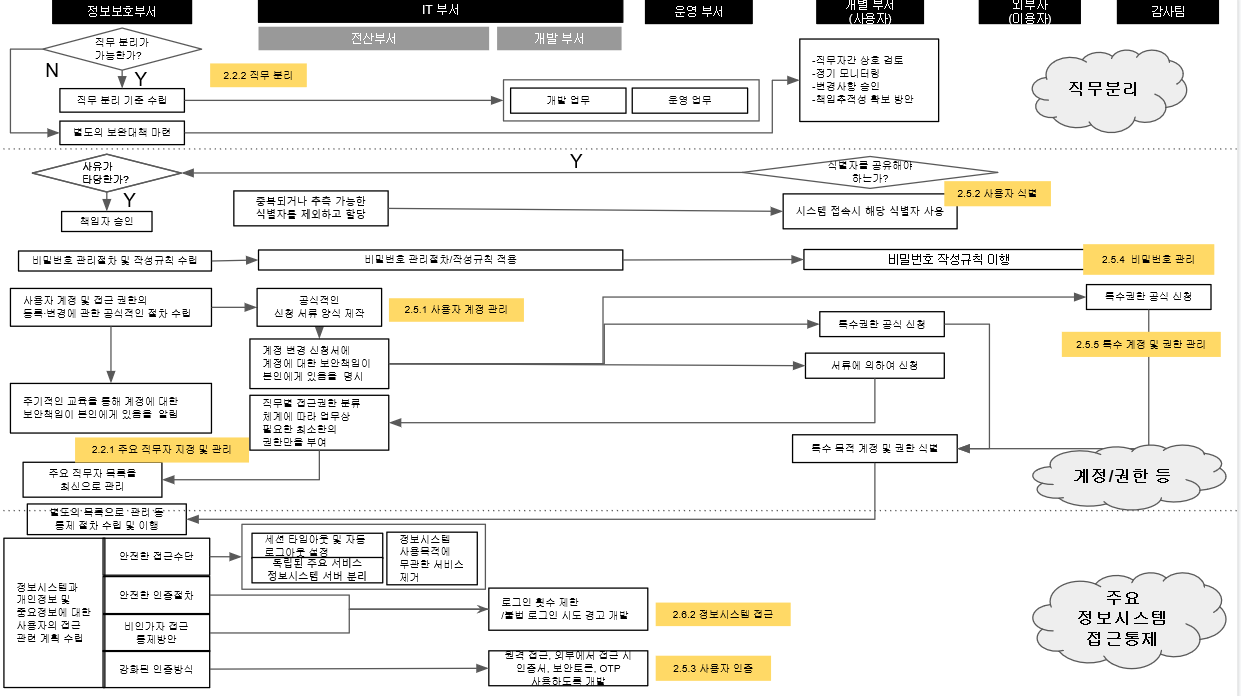 정보보호부서
IT 부서
운영 부서
개별 부서
(사용자)
외부자
(이용자)
감사팀
전산부서
개발 부서
직무 분리가
가능한가?
N
Y
2.2.2 직무 분리
직무 분리 기준 수립
개발 업무
운영 업무
-직무자간 상호 검토
-정기 모니터링
-변경사항 승인
-책임추적성 확보 방안
직무분리
별도의 보완대책 마련
사유가
타당한가?
Y
식별자를 공유해야
하는가?
Y
책임자 승인
중복되거나 추측 가능한
식별자를 제외하고 할당
시스템 접속시 해당 식별자 사용
2.5.2 사용자 식별
비밀번호 관리절차 및 작성규칙 수립
비밀번호 관리절차/작성규칙 적용
비밀번호 작성규칙 이행
2.5.4 비밀번호 관리
사용자 계정 및 접근 권한의
등록·변경에 관한 공식적인 절차 수립
공식적인
신청 서류 양식 제작
2.5.1 사용자 계정 관리
특수권한 공식 신청
특수권한 공식 신청
2.5.5 특수 계정 및 권한 관리
계정 변경 신청서에
계정에 대한 보안책임이
본인에게 있음을 명시
서류에 의하여 신청
주기적인 교육을 통해 계정에 대한
보안책임이 본인에게 있음을 알림
직무별 접근권한 분류
체계에 따라 업무상
필요한 최소한의
권한만을 부여
2.2.1 주요 직무자 지정 및 관리
특수 목적 계정 및 권한 식별
주요 직무자 목록을
최신으로 관리
계정/권한 등
별도의 목록으로 관리 등
통제 절차 수립 및 이행
정보시스템과
개인정보 및
중요정보에 대한
사용자의 접근
관련 계획 수립
안전한 접근수단
세션 타임아웃 및 자동
로그아웃 설정
독립된 주요 서비스
정보시스템 서버 분리
정보시스템
사용목적에
무관한 서비스
제거
안전한 인증절차
비인가자 접근
통제방안
로그인 횟수 제한
/불법 로그인 시도 경고 개발
2.6.2 정보시스템 접근
주요
정보시스템
접근통제
강화된 인증방식
원격 접근, 외부에서 접근 시
인증서, 보안토큰, OTP
사용하도록 개발
2.5.3 사용자 인증